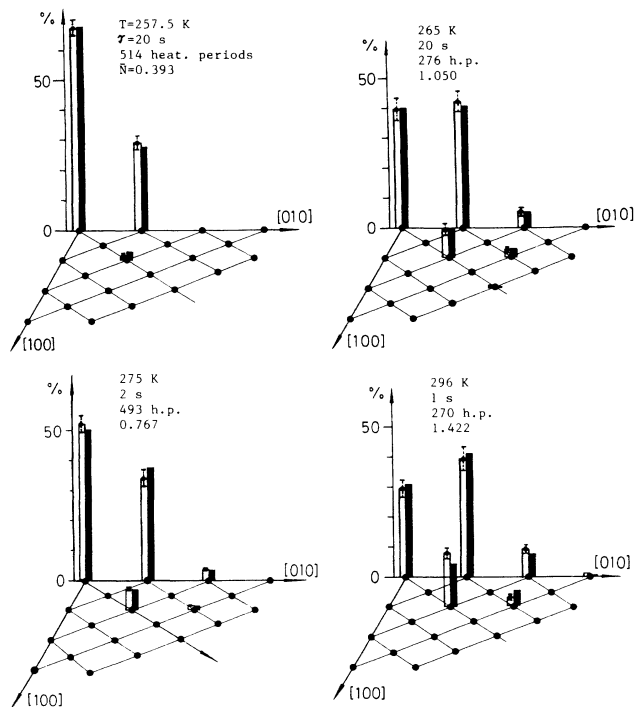 %
T=257.5 K
τ=20 s
514 heat. periods
N̄=0.393
50
0
[010]
[100]
%
265 K
20 s
276 h.p.
1.050
50
0
[010]
[100]
%
275 K
2 s
493 h.p.
0.767
50
0
[010]
[100]
%
296 K
1 s
270 h.p.
1.422
50
0
[010]
[100]